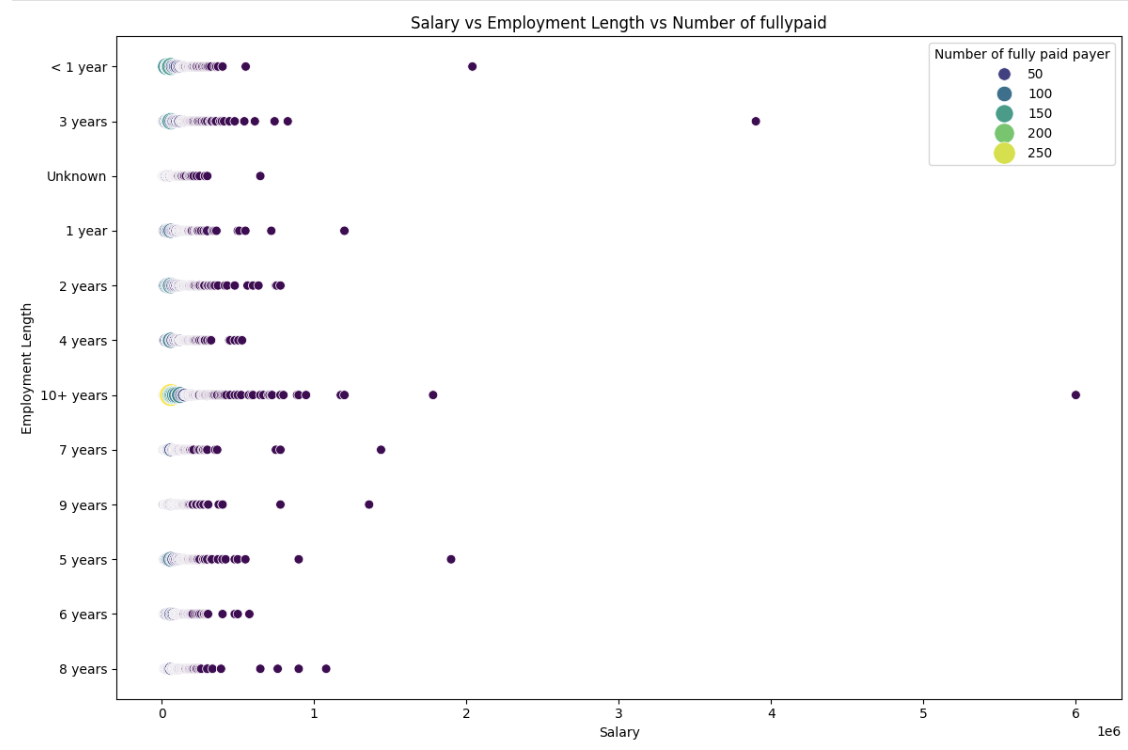 Salary vs Employment Length vs Number of fullypaid
Number of fully paid payer
50
100
150
200
250
Employment Length
< 1 year
3 years
Unknown
1 year
2 years
4 years
10+ years
7 years
9 years
5 years
6 years
8 years
0 1 2 3 4 5 6
1e6
Salary